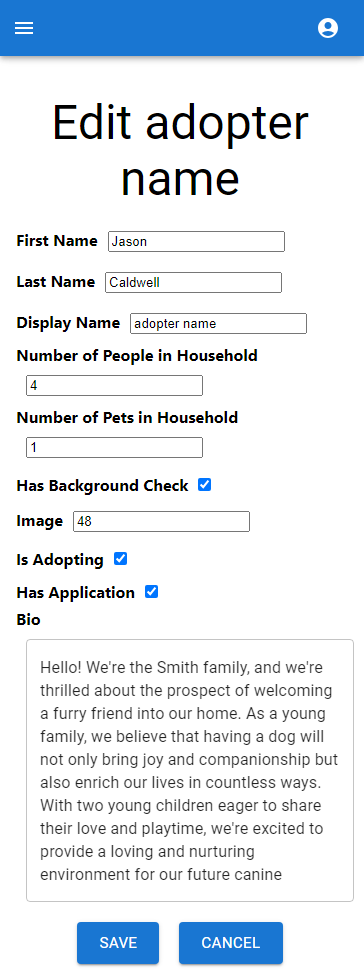 Edit adopter
name
First Name Jason
Last Name Caldwell
Display Name adopter name
Number of People in Household
4
Number of Pets in Household
1
Has Background Check
Image 48
Is Adopting
Has Application
Bio
Hello! We're the Smith family, and we're
thrilled about the prospect of welcoming
a furry friend into our home. As a young
family, we believe that having a dog will
not only bring joy and companionship but
also enrich our lives in countless ways.
With two young children eager to share
their love and playtime, we're excited to
provide a loving and nurturing
environment for our future canine
SAVE CANCEL